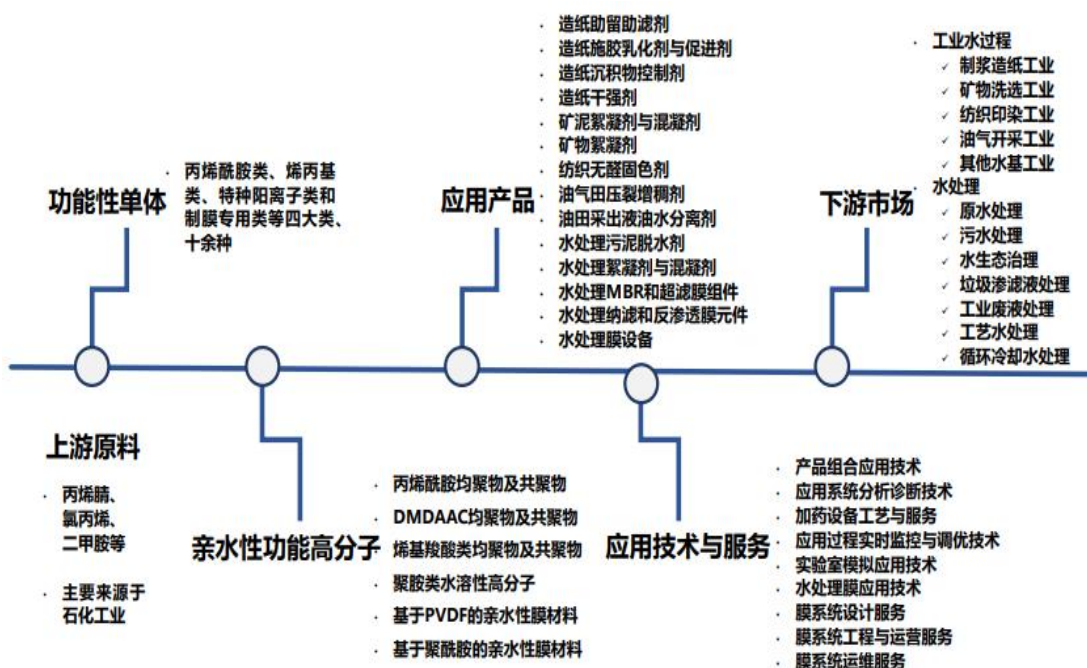 功能性单体
丙烯酰胺类、烯丙基
类、特种阳离子类和
制膜专用类等四大类、
十余种
应用产品
造纸助留助滤剂
造纸施胶乳化剂与促进剂
造纸沉积物控制剂
造纸干强剂
矿泥絮凝剂与混凝剂
矿物絮凝剂
纺织无醛固色剂
油气田压裂增稠剂
油田采出液油水分离剂
水处理污泥脱水剂
水处理絮凝剂与混凝剂
水处理MBR和超滤膜组件
水处理纳滤和反渗透膜元件
水处理膜设备
下游市场
工业水过程
制浆造纸工业
矿物洗选工业
纺织印染工业
油气开采工业
其他水基工业
水处理
原水处理
污水处理
水生态治理
垃圾渗滤液处理
工业废液处理
工艺水处理
循环冷却水处理
上游原料
丙烯腈、
氯丙烯、
二甲胺等
主要来源于
石化工业
亲水性功能高分子
丙烯酰胺均聚物及共聚物
DMDAAC均聚物及共聚物
烯基羧酸类均聚物及共聚物
聚胺类水溶性高分子
基于PVDF的亲水性膜材料
基于聚酰胺的亲水性膜材料
应用技术与服务
产品组合应用技术
应用系统分析诊断技术
加药设备工艺与服务
应用过程实时监控与调优技术
实验室模拟应用技术
水处理膜应用技术
膜系统设计服务
膜系统工程与运营服务
膜系统运维服务